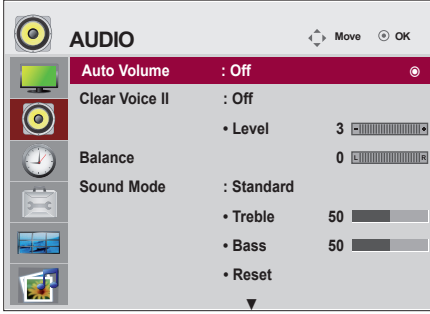 AUDIO Move OK
Auto Volume : Off
Clear Voice II : Off
• Level 3 - +
Balance 0 L R
Sound Mode : Standard
• Treble 50
• Bass 50
• Reset
▼